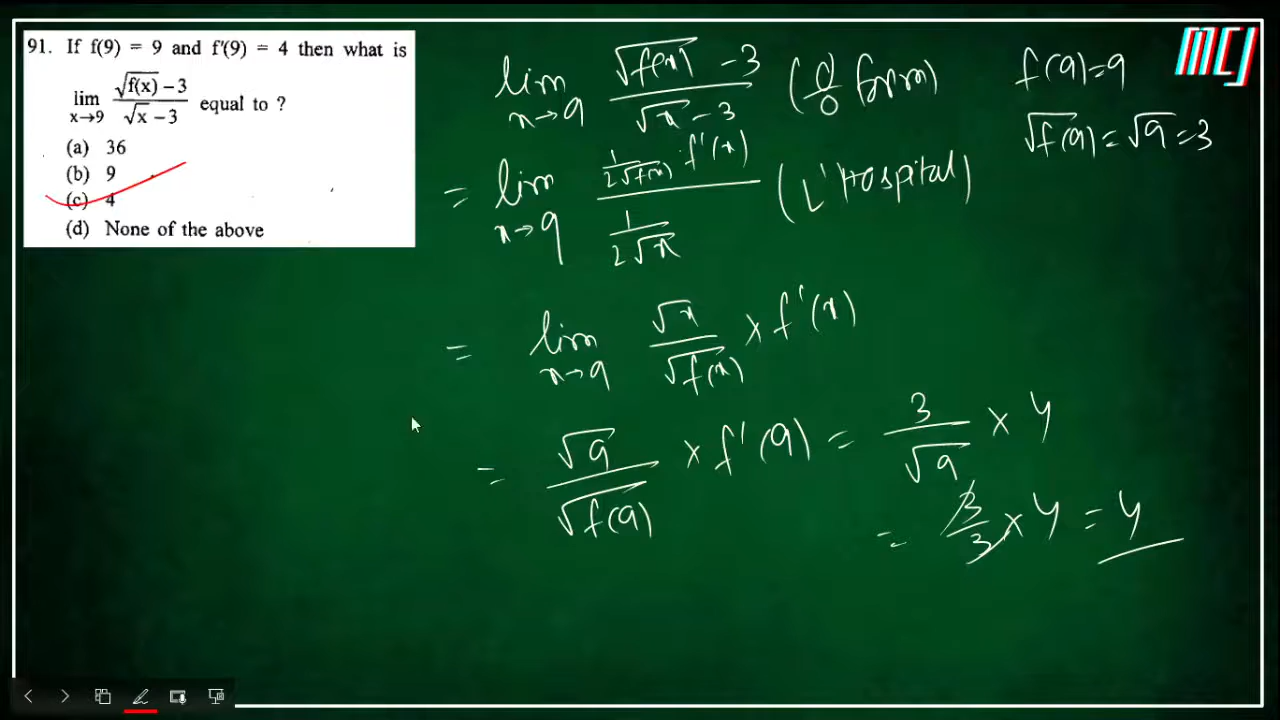 91. If f(9) = 9 and f'(9) = 4 then what is
lim x→9 (√f(x) - 3)/(√x - 3) equal to ?
(a) 36
(b) 9
(c) 4
(d) None of the above
lim x→9 (√f(x) - 3)/(√x - 3) (0/0 form)
= lim x→9 (1/(2√f(x)) · f'(x))/(1/(2√x)) (L'Hospital)
= lim x→9 √x/√f(x) × f'(x)
= √9/√f(9) × f'(9) = 3/√9 × 4
= 3/3 × 4 = 4
f(9)=9
√f(9) = √9 = 3
MCJ